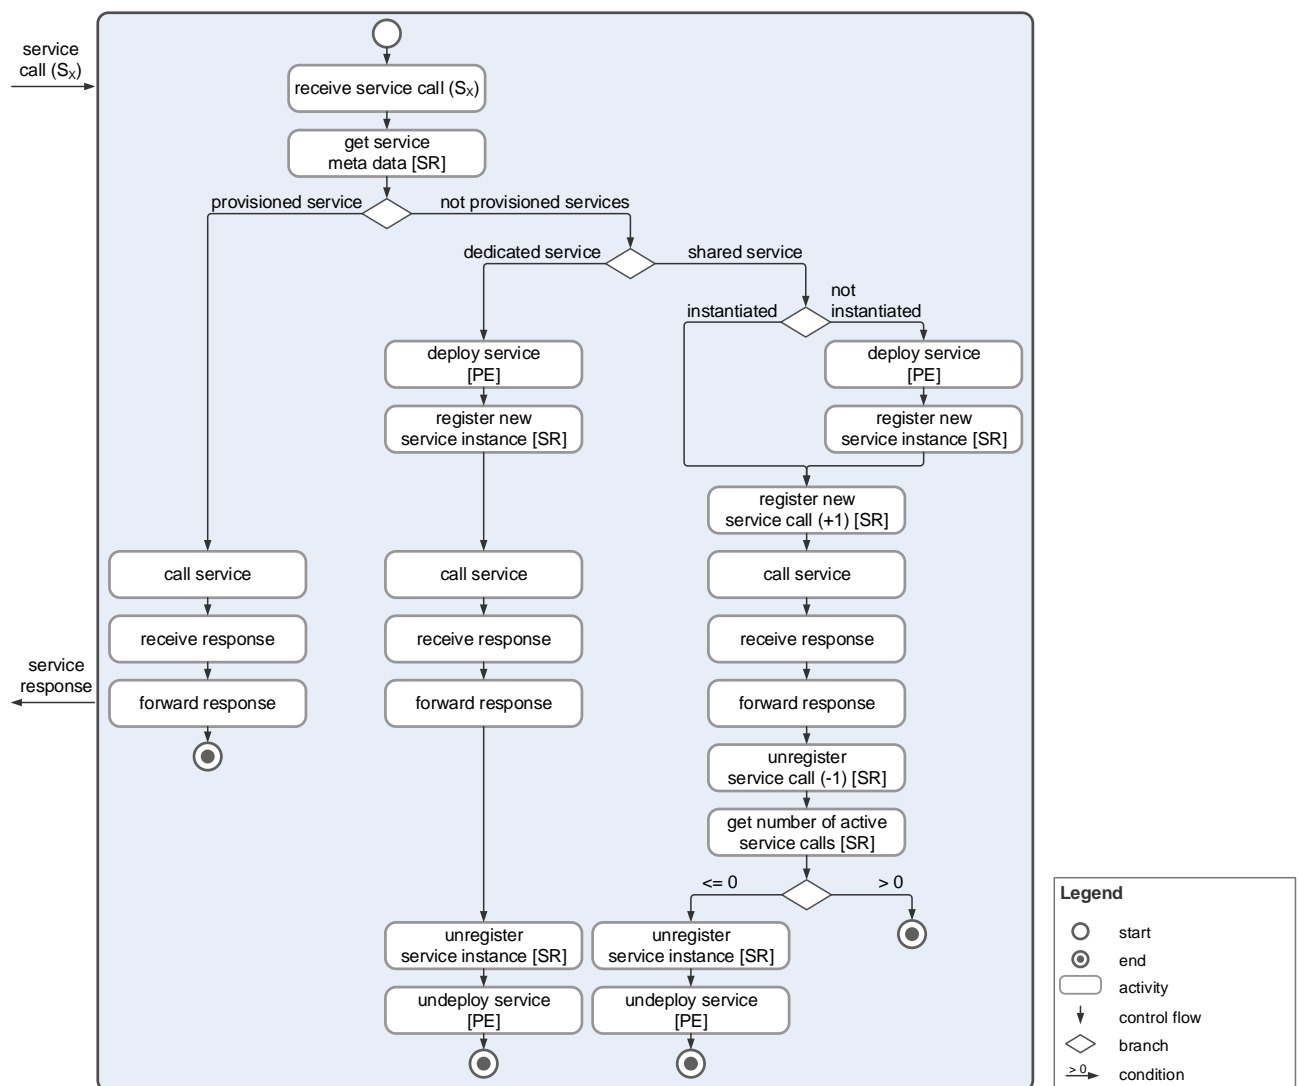 service
call (SX)
receive service call (SX)
get service
meta data [SR]
provisioned service
not provisioned services
dedicated service
shared service
instantiated
not
instantiated
deploy service
[PE]
deploy service
[PE]
register new
service instance [SR]
register new
service instance [SR]
register new
service call (+1) [SR]
call service
call service
call service
receive response
receive response
receive response
service
response
forward response
forward response
forward response
unregister
service call (-1) [SR]
get number of active
service calls [SR]
<= 0
> 0
unregister
service instance [SR]
unregister
service instance [SR]
undeploy service
[PE]
undeploy service
[PE]
Legend
start
end
activity
control flow
branch
> 0
condition